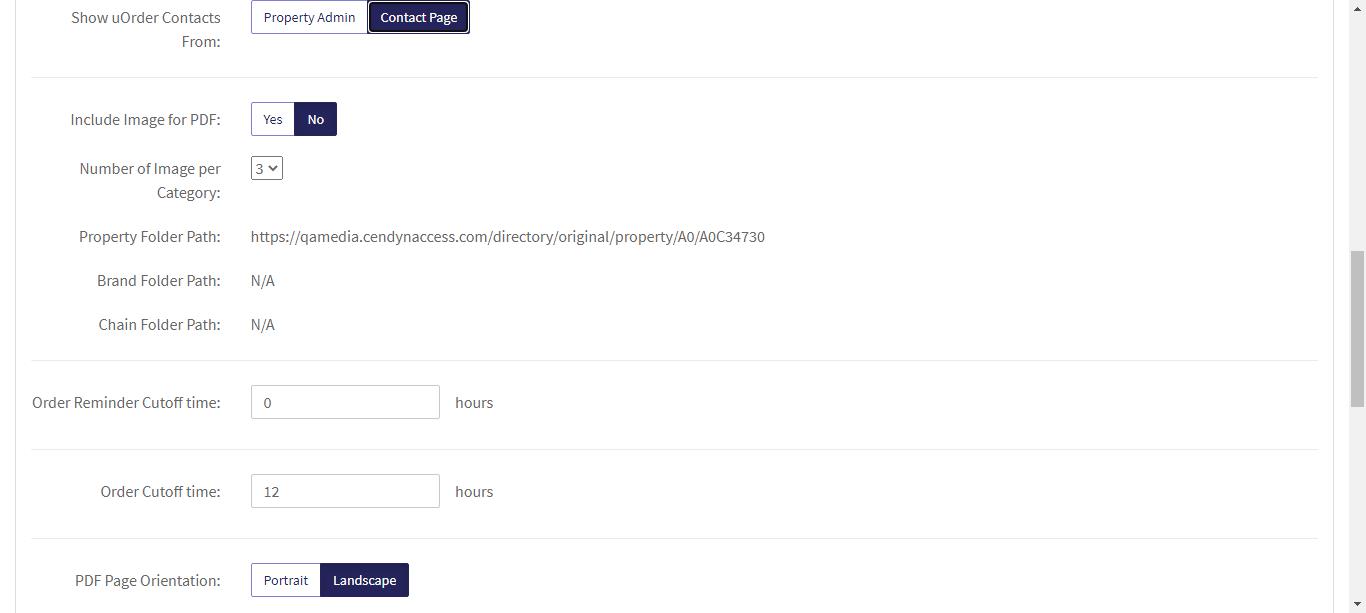 Show uOrder Contacts From:
Property Admin Contact Page
Include Image for PDF:
Yes No
Number of Image per Category:
3
Property Folder Path: https://qamedia.cendynaccess.com/directory/original/property/A0/A0C34730
Brand Folder Path: N/A
Chain Folder Path: N/A
Order Reminder Cutoff time: 0 hours
Order Cutoff time: 12 hours
PDF Page Orientation: Portrait Landscape